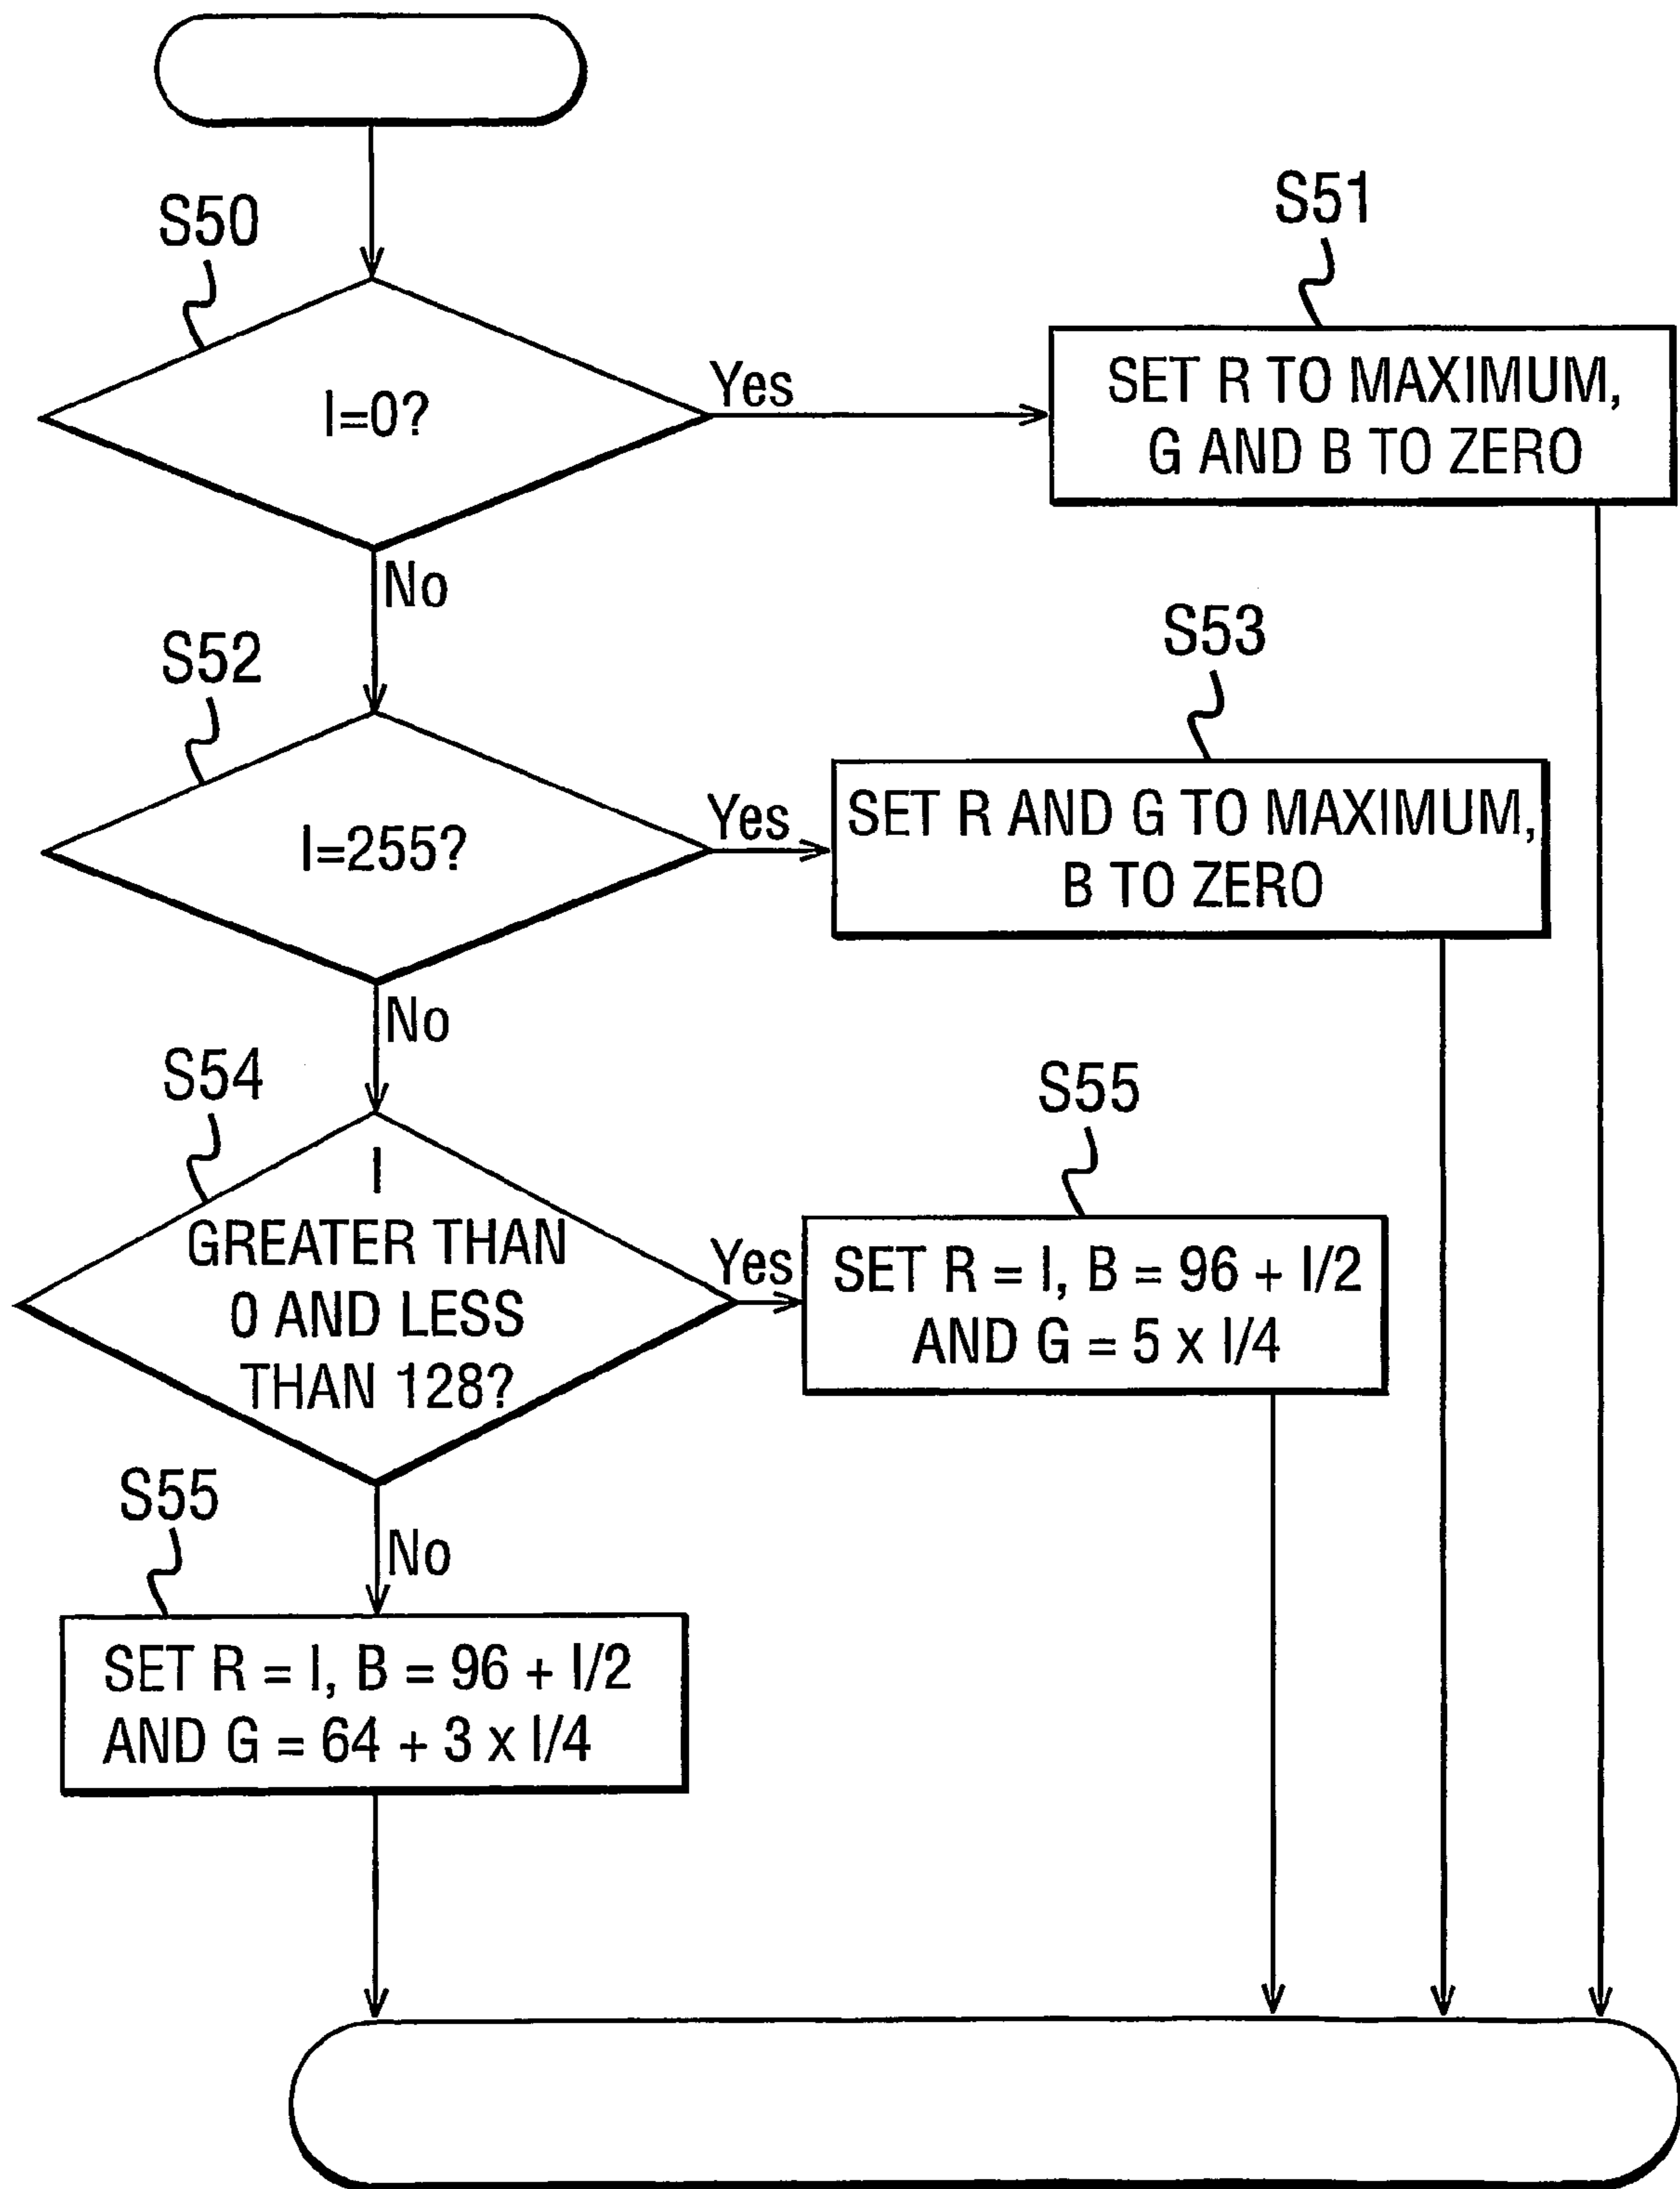 S50
I=0?
Yes
S51
SET R TO MAXIMUM,
G AND B TO ZERO
No
S52
I=255?
Yes
S53
SET R AND G TO MAXIMUM,
B TO ZERO
No
S54
I
GREATER THAN
0 AND LESS
THAN 128?
Yes
S55
SET R = I, B = 96 + I/2
AND G = 5 x I/4
No
S55
SET R = I, B = 96 + I/2
AND G = 64 + 3 x I/4